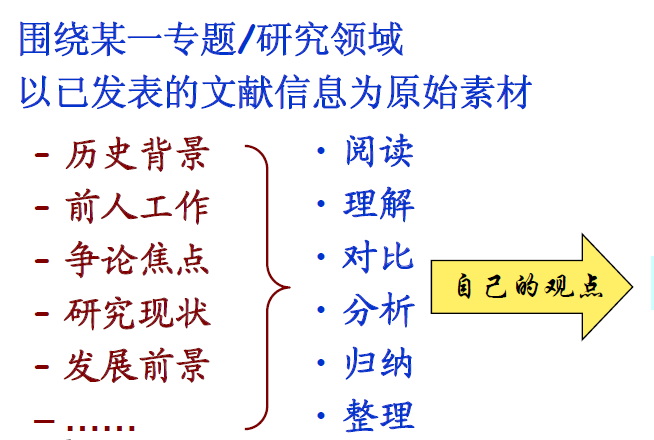 围绕某一专题/研究领域
以已发表的文献信息为原始素材
- 历史背景
- 前人工作
- 争论焦点
- 研究现状
- 发展前景
- ……
• 阅读
• 理解
• 对比
• 分析
• 归纳
• 整理
自己的观点